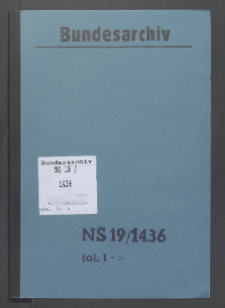 Bundesarchiv
Bundesarchiv
NS 19 /
1436
NS 19/1436
fol. 1 -